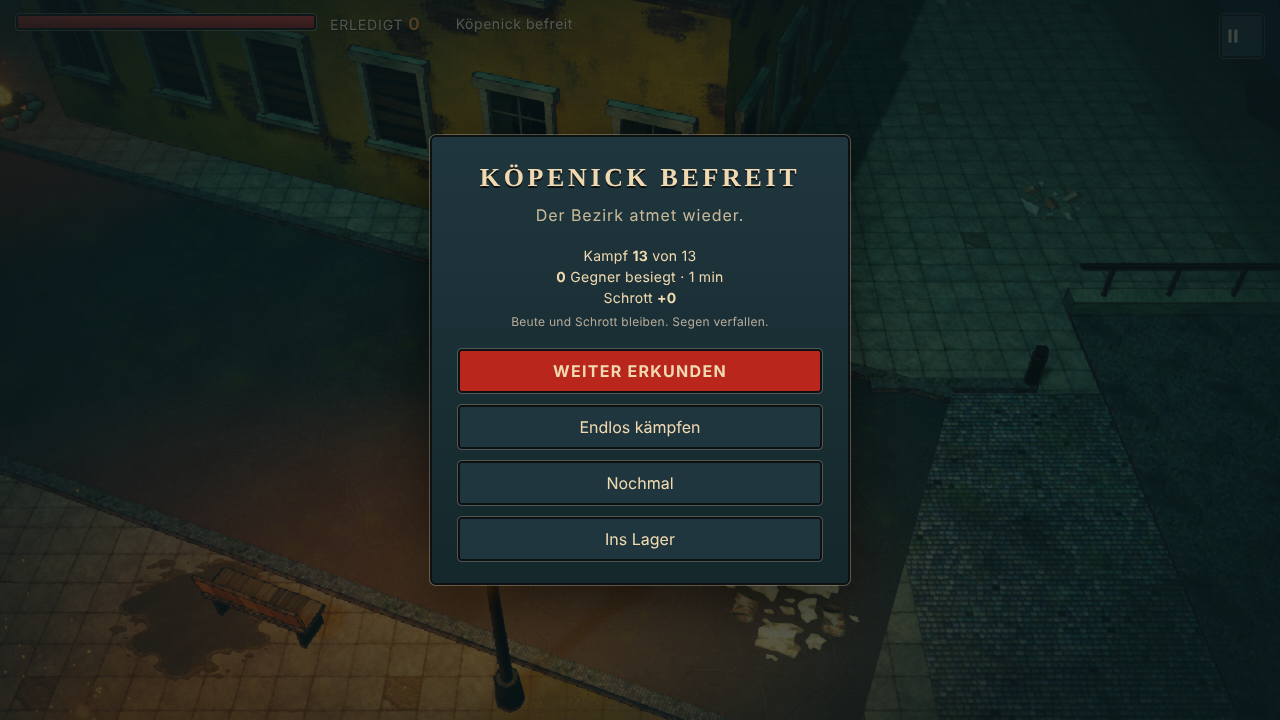 ERLEDIGT 0 Köpenick befreit
KÖPENICK BEFREIT
Der Bezirk atmet wieder.
Kampf 13 von 13
0 Gegner besiegt · 1 min
Schrott +0
Beute und Schrott bleiben. Segen verfallen.
WEITER ERKUNDEN
Endlos kämpfen
Nochmal
Ins Lager